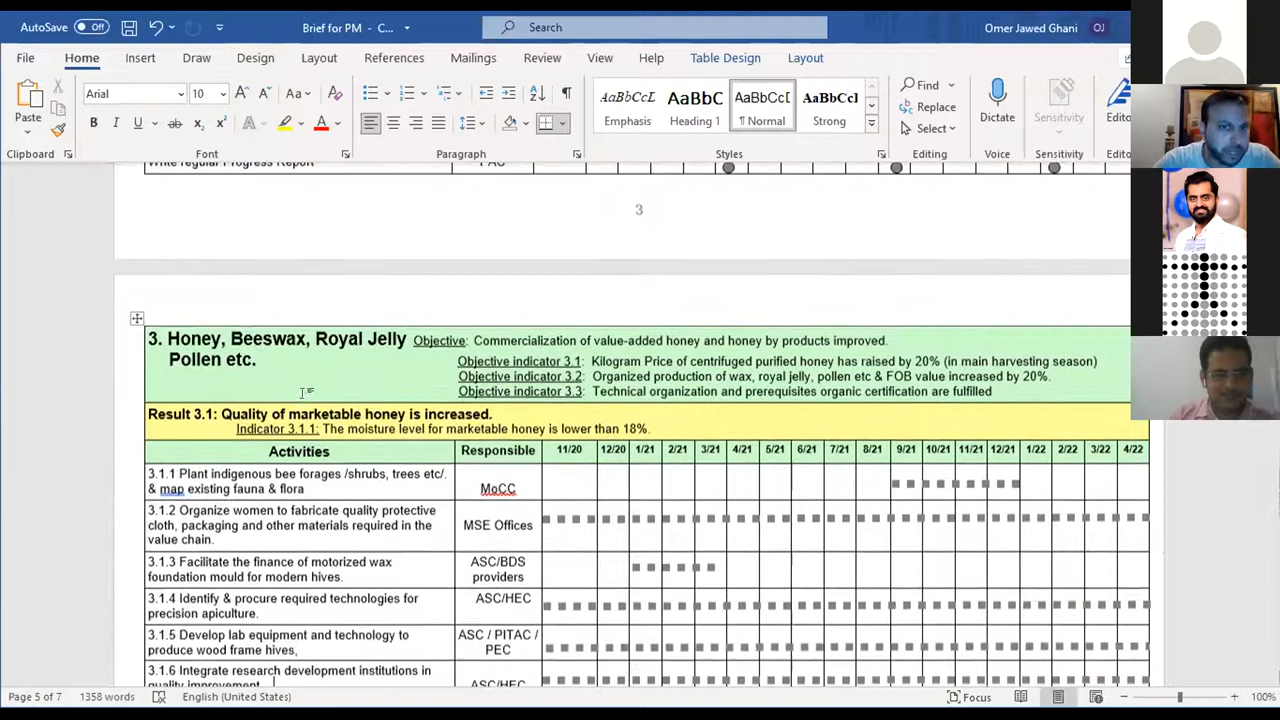 AutoSave Off Brief for PM - C... Search Omer Jawed Ghani OJ
File Home Insert Draw Design Layout References Mailings Review View Help Table Design Layout
Paste Arial 10 Aa Find Replace Select Dictate Sensitivity
AaBbCcL AaBbC AaBbCcD AaBbCcl
Emphasis Heading 1 ¶ Normal Strong
Clipboard Font Paragraph Styles Editing Voice Sensitivity
Write regular Progress Report
3
3. Honey, Beeswax, Royal Jelly Objective: Commercialization of value-added honey and honey by products improved.
Pollen etc. Objective indicator 3.1: Kilogram Price of centrifuged purified honey has raised by 20% (in main harvesting season)
Objective indicator 3.2: Organized production of wax, royal jelly, pollen etc & FOB value increased by 20%.
Objective indicator 3.3: Technical organization and prerequisites organic certification are fulfilled
Result 3.1: Quality of marketable honey is increased.
Indicator 3.1.1: The moisture level for marketable honey is lower than 18%.
Activities Responsible 11/20 12/20 1/21 2/21 3/21 4/21 5/21 6/21 7/21 8/21 9/21 10/21 11/21 12/21 1/22 2/22 3/22 4/22
3.1.1 Plant indigenous bee forages /shrubs, trees etc/.
& map existing fauna & flora MoCC
3.1.2 Organize women to fabricate quality protective
cloth, packaging and other materials required in the MSE Offices
value chain.
3.1.3 Facilitate the finance of motorized wax ASC/BDS
foundation mould for modern hives. providers
3.1.4 Identify & procure required technologies for ASC/HEC
precision apiculture.
3.1.5 Develop lab equipment and technology to ASC / PITAC /
produce wood frame hives, PEC
3.1.6 Integrate research development institutions in
quality improvement ASC/HEC
Page 5 of 7 1358 words English (United States) Focus 100%